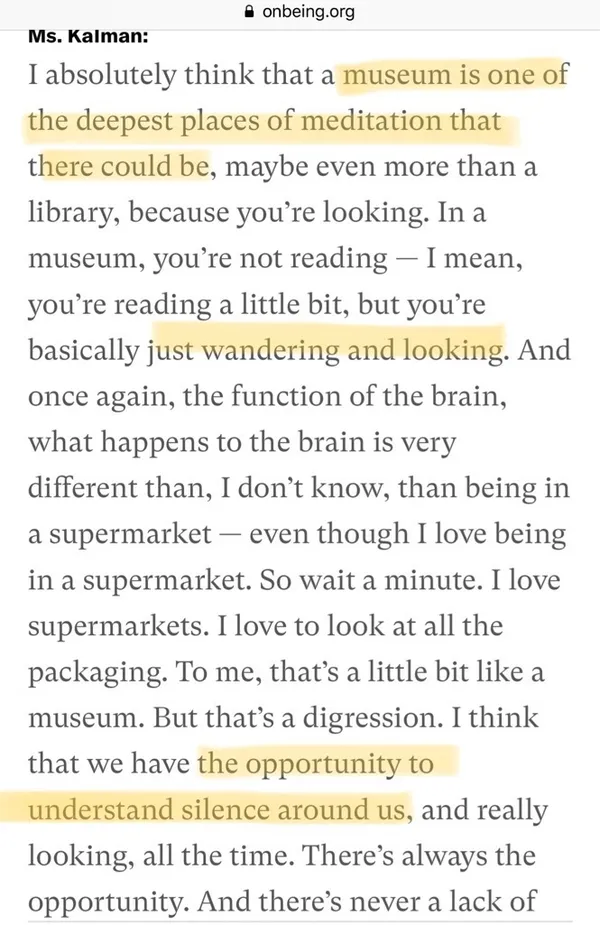 onbeing.org
Ms. Kalman:
I absolutely think that a museum is one of
the deepest places of meditation that
there could be, maybe even more than a
library, because you’re looking. In a
museum, you’re not reading — I mean,
you’re reading a little bit, but you’re
basically just wandering and looking. And
once again, the function of the brain,
what happens to the brain is very
different than, I don’t know, than being in
a supermarket — even though I love being
in a supermarket. So wait a minute. I love
supermarkets. I love to look at all the
packaging. To me, that’s a little bit like a
museum. But that’s a digression. I think
that we have the opportunity to
understand silence around us, and really
looking, all the time. There’s always the
opportunity. And there’s never a lack of